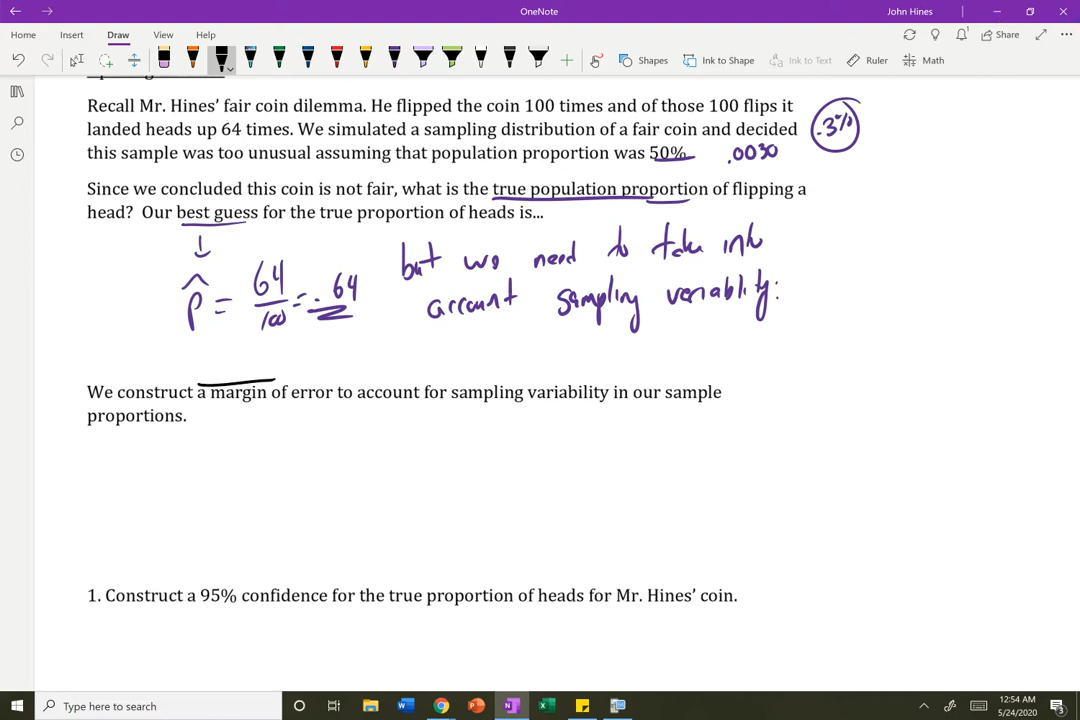 OneNote
John Hines
Home Insert Draw View Help
Share
Shapes Ink to Shape Ink to Text Ruler Math
Recall Mr. Hines' fair coin dilemma. He flipped the coin 100 times and of those 100 flips it
landed heads up 64 times. We simulated a sampling distribution of a fair coin and decided
this sample was too unusual assuming that population proportion was 50%. .0030
.3%
Since we concluded this coin is not fair, what is the true population proportion of flipping a
head? Our best guess for the true proportion of heads is...
but we need to take into
p̂ = 64/100 = .64 account sampling variability:
We construct a margin of error to account for sampling variability in our sample
proportions.
1. Construct a 95% confidence for the true proportion of heads for Mr. Hines' coin.
Type here to search
12:54 AM
5/24/2020
3